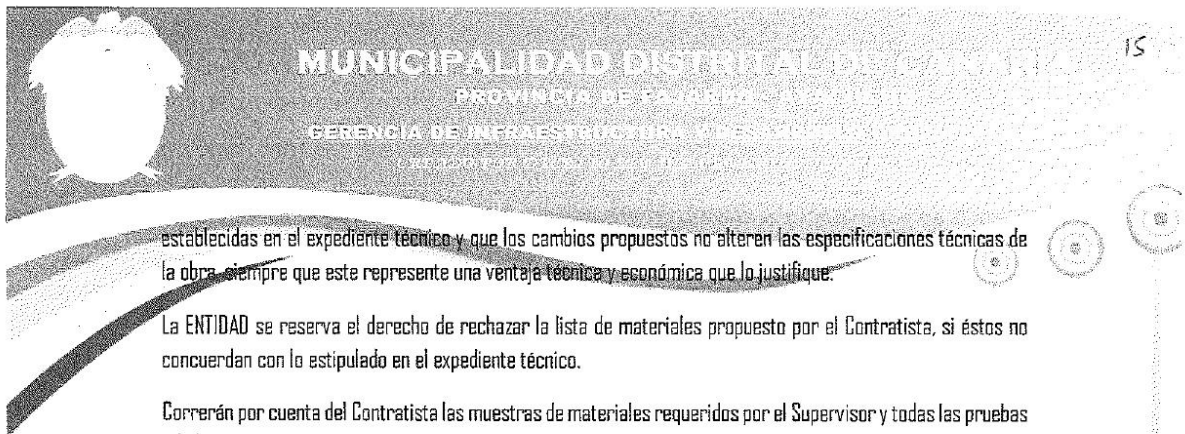 15
MUNICIPALIDAD DISTRITAL DE CANARIA
PROVINCIA DE FAJARDO
GERENCIA DE INFRAESTRUCTURA Y
establecidas en el expediente técnico y que los cambios propuestos no alteren las especificaciones técnicas de
la obra, siempre que este represente una ventaja técnica y económica que lo justifique.
La ENTIDAD se reserva el derecho de rechazar la lista de materiales propuesto por el Contratista, si éstos no
concuerdan con lo estipulado en el expediente técnico.
Correrán por cuenta del Contratista las muestras de materiales requeridos por el Supervisor y todas las pruebas